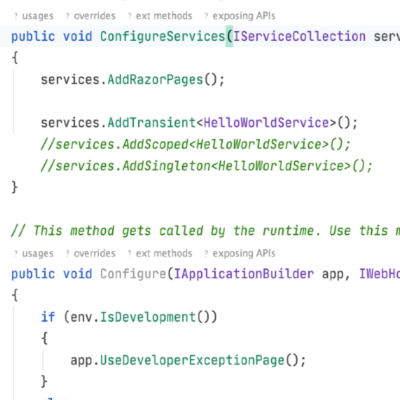 ? usages ? overrides ? ext methods ? exposing APIs
public void ConfigureServices(IServiceCollection serv
{
services.AddRazorPages();
services.AddTransient<HelloWorldService>();
//services.AddScoped<HelloWorldService>();
//services.AddSingleton<HelloWorldService>();
}
// This method gets called by the runtime. Use this m
? usages ? overrides ? ext methods ? exposing APIs
public void Configure(IApplicationBuilder app, IWebHo
{
if (env.IsDevelopment())
{
app.UseDeveloperExceptionPage();
}